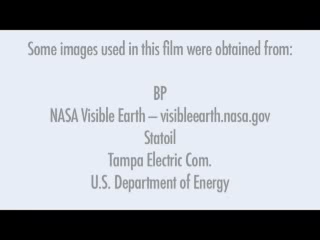 Some images used in this film were obtained from:
BP
NASA Visible Earth – visibleearth.nasa.gov
Statoil
Tampa Electric Com.
U.S. Department of Energy